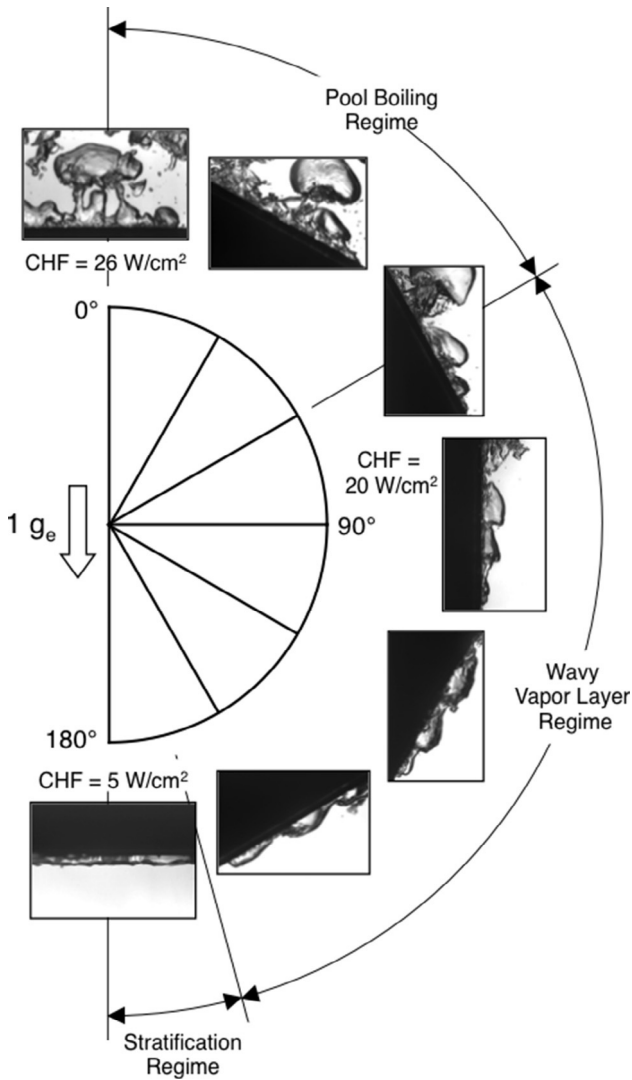 Pool Boiling
Regime
CHF = 26 W/cm²
0°
CHF =
20 W/cm²
1 gₑ
90°
Wavy
Vapor Layer
Regime
180°
CHF = 5 W/cm²
Stratification
Regime